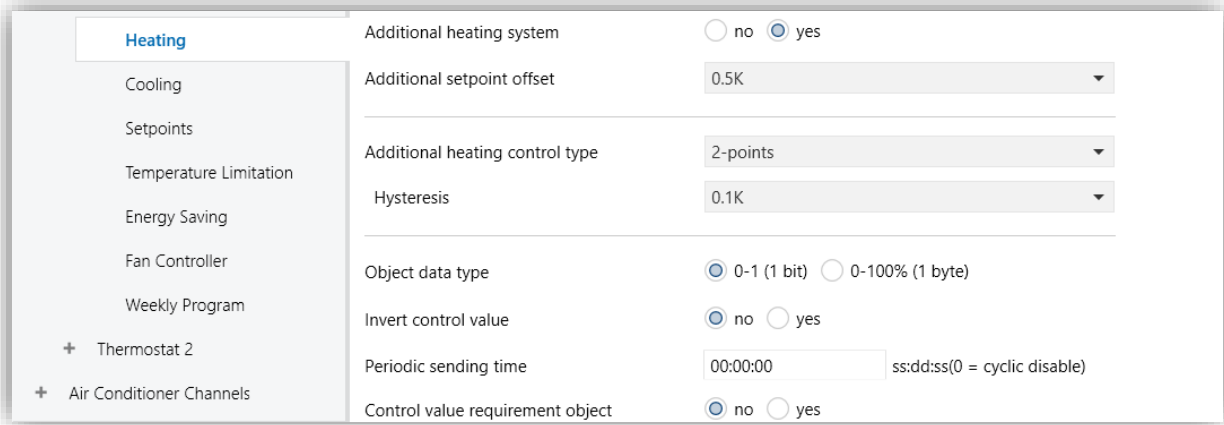 Heating
Cooling
Setpoints
Temperature Limitation
Energy Saving
Fan Controller
Weekly Program
+ Thermostat 2
+ Air Conditioner Channels
Additional heating system no yes
Additional setpoint offset 0.5K
Additional heating control type 2-points
Hysteresis 0.1K
Object data type 0-1 (1 bit) 0-100% (1 byte)
Invert control value no yes
Periodic sending time 00:00:00 ss:dd:ss(0 = cyclic disable)
Control value requirement object no yes